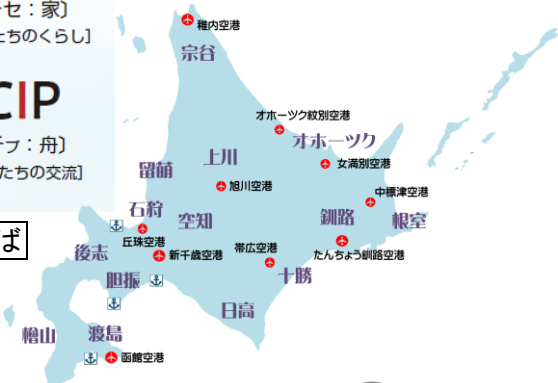 セ：家〕
たちのくらし]
CIP
プ：舟〕
たちの交流]
ば
稚内空港
宗谷
オホーツク紋別空港
オホーツク
上川
留萌
女満別空港
旭川空港
中標津空港
石狩
空知
釧路
根室
丘珠空港
後志
新千歳空港
帯広空港
たんちょう釧路空港
胆振
十勝
日高
檜山
渡島
函館空港